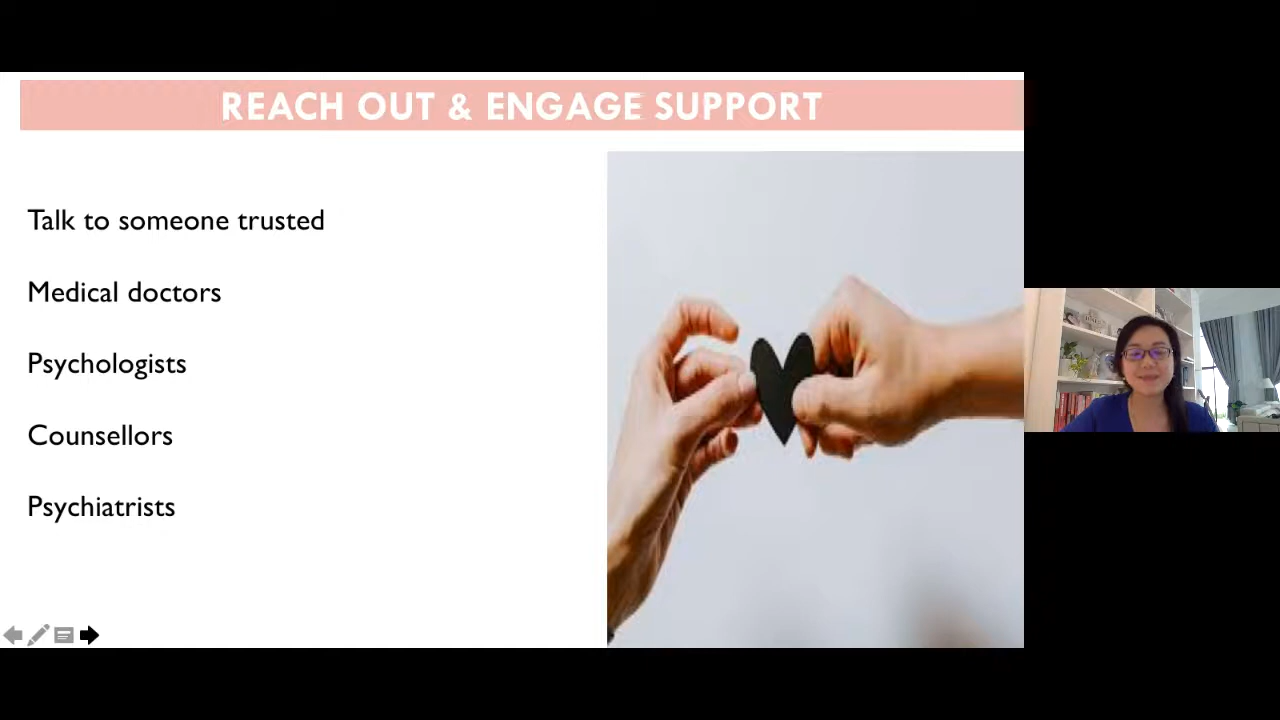 REACH OUT & ENGAGE SUPPORT
Talk to someone trusted
Medical doctors
Psychologists
Counsellors
Psychiatrists